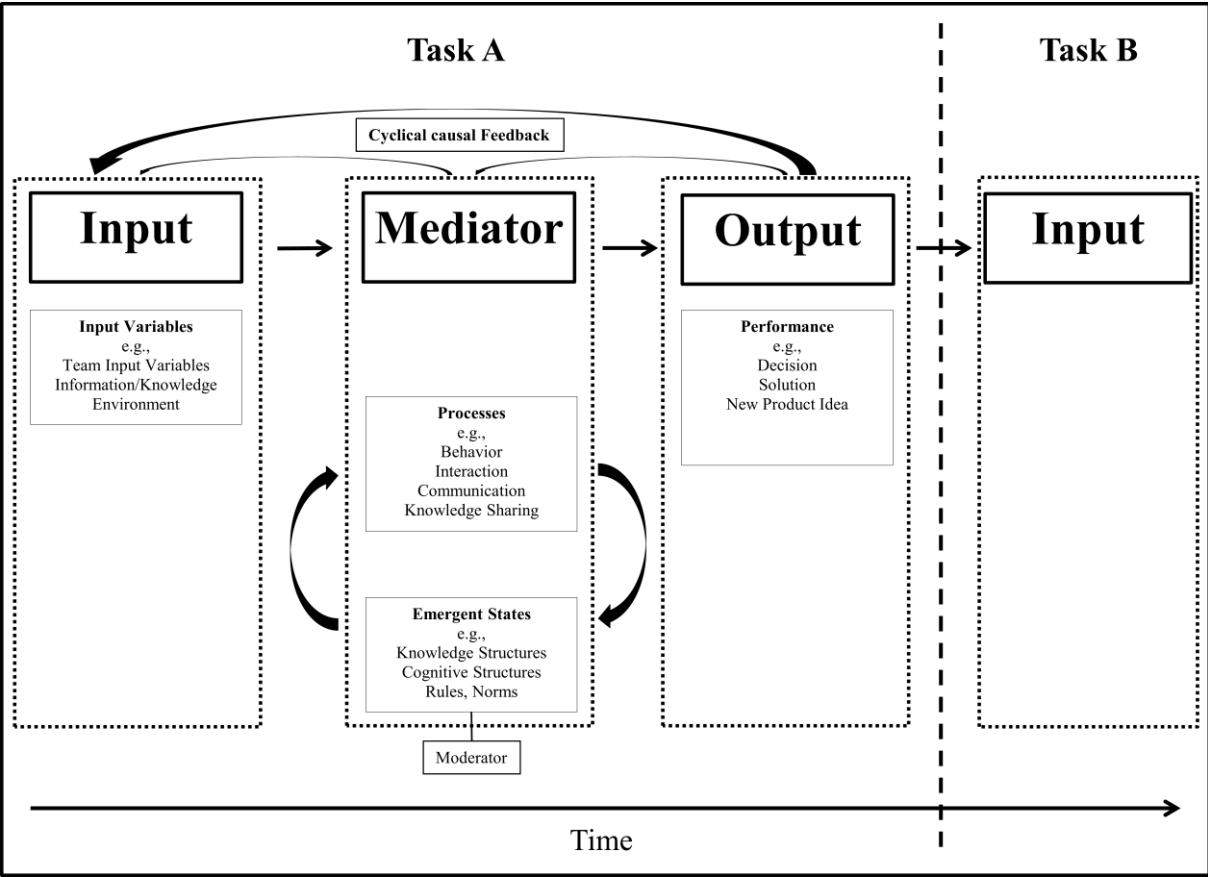 Task A
Task B
Cyclical causal Feedback
Input
Mediator
Output
Input
Input Variables
e.g.,
Team Input Variables
Information/Knowledge
Environment
Processes
e.g.,
Behavior
Interaction
Communication
Knowledge Sharing
Emergent States
e.g.,
Knowledge Structures
Cognitive Structures
Rules, Norms
Moderator
Performance
e.g.,
Decision
Solution
New Product Idea
Time